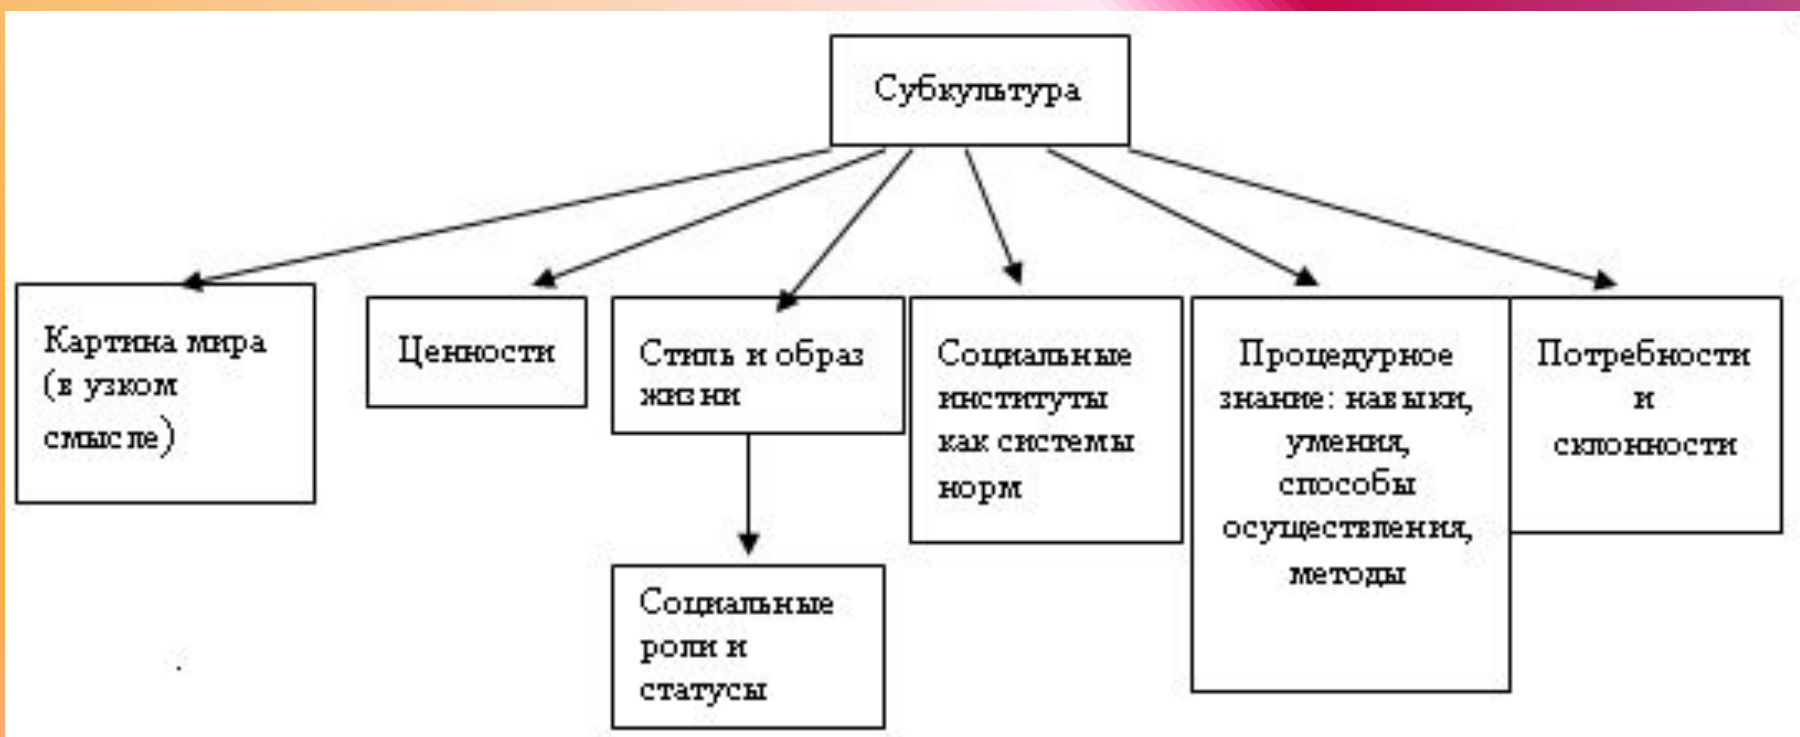 Субкультура
Картина мира
(в узком
смысле)
Ценности
Стиль и образ
жизни
Социальные
институты
как системы
норм
Процедурное
знание: навыки,
умения,
способы
осуществления,
методы
Потребности
и
склонности
Социальные
роли и
статусы